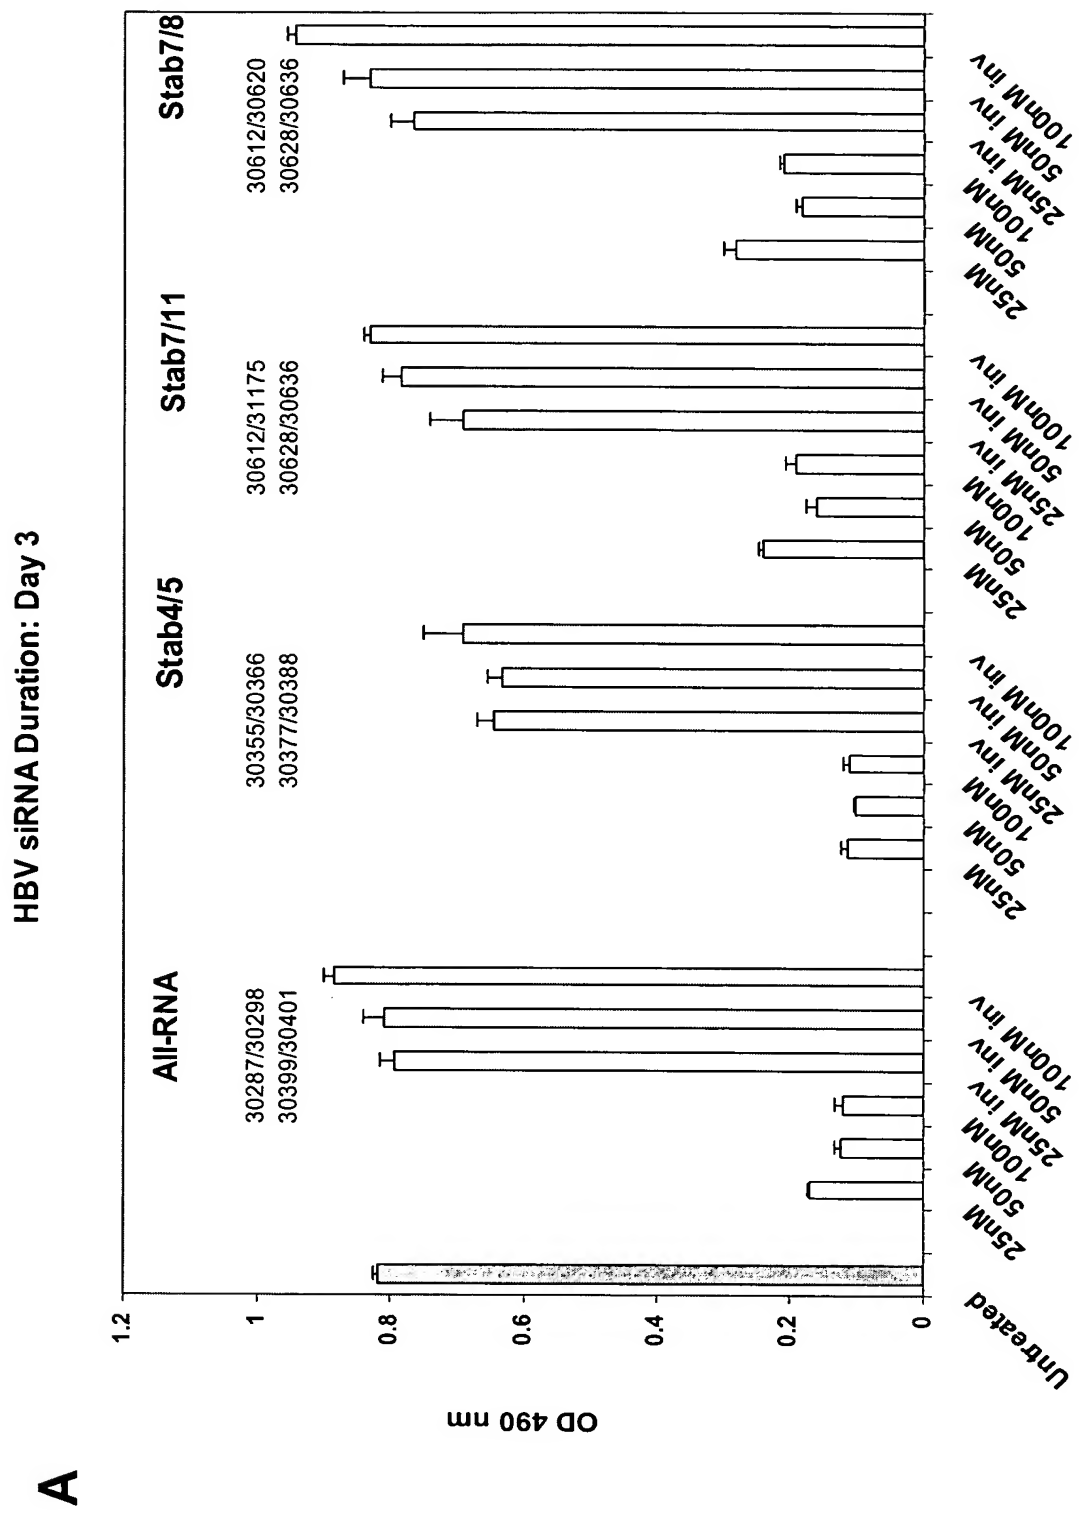 A
HBV siRNA Duration: Day 3
All-RNA
Stab4/5
Stab7/11
Stab7/8
30287/30298
30399/30401
30355/30366
30377/30388
30612/31175
30628/30636
30612/30620
30628/30636
OD 490 nm
1.2
1
0.8
0.6
0.4
0.2
0
Untreated
25nM
50nM
100nM
25nM inv
50nM inv
100nM inv
25nM
50nM
100nM
25nM inv
50nM inv
100nM inv
25nM
50nM
100nM
25nM inv
50nM inv
100nM inv
25nM
50nM
100nM
25nM inv
50nM inv
100nM inv